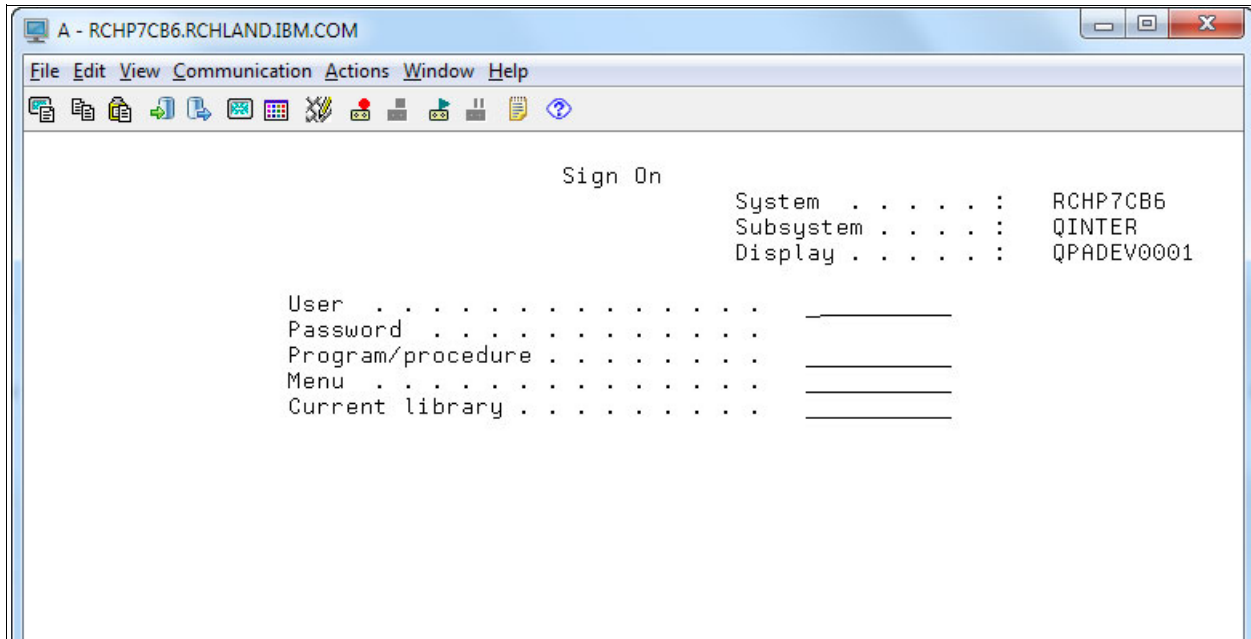 A - RCHP7CB6.RCHLAND.IBM.COM
File Edit View Communication Actions Window Help
Sign On
System . . . . . : RCHP7CB6
Subsystem . . . . : QINTER
Display . . . . . : QPADEV0001
User . . . . . . . . . . . . . .
Password . . . . . . . . . . . .
Program/procedure . . . . . . . .
Menu . . . . . . . . . . . . . .
Current library . . . . . . . . .